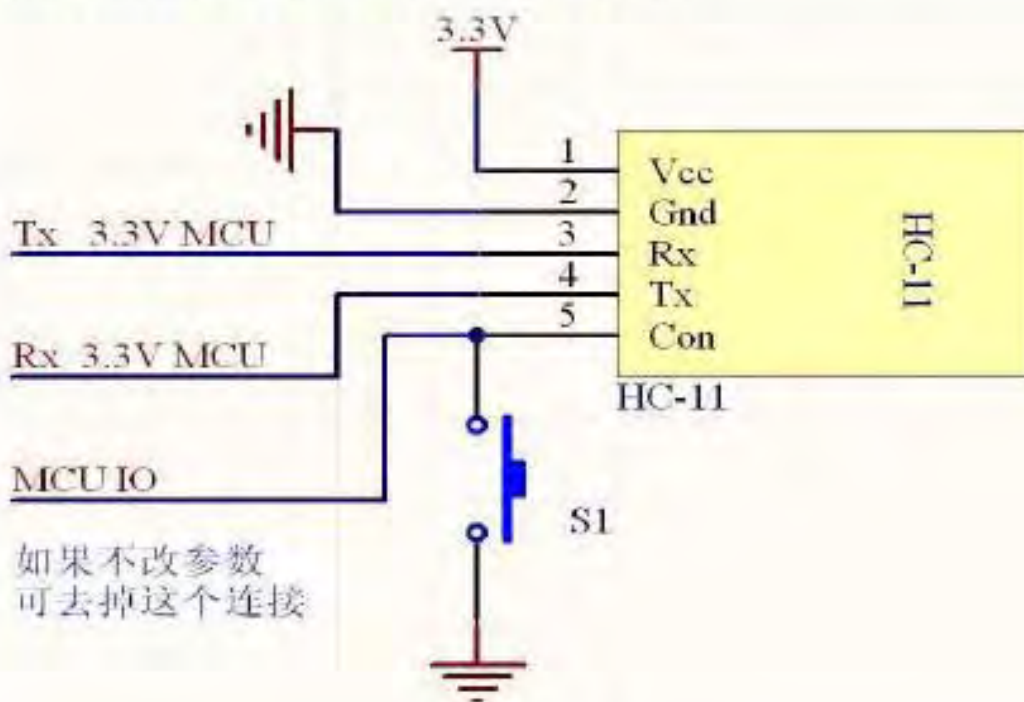 3.3V
1
Vcc
2
Gnd
Tx 3.3V MCU
3
Rx
4
Tx
5
Con
HC-11
Rx 3.3V MCU
HC-11
MCU IO
S1
如果不改参数
可去掉这个连接